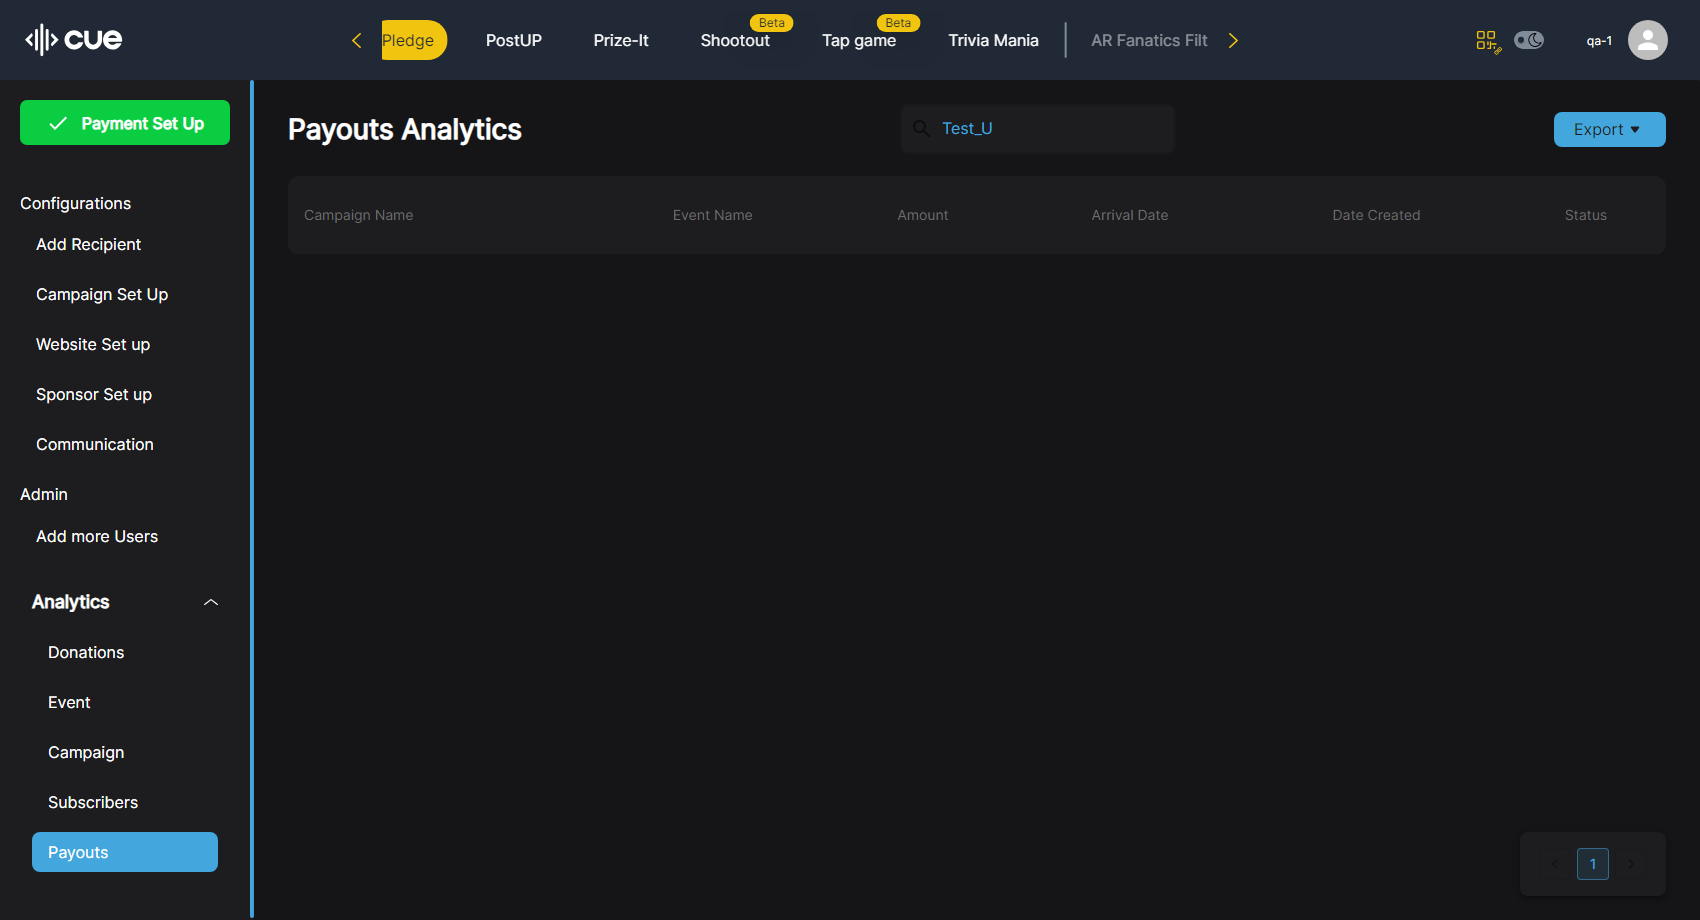 cue
Pledge
PostUP
Prize-It
Shootout
Beta
Tap game
Beta
Trivia Mania
AR Fanatics Filt
qa-1
Payment Set Up
Configurations
Add Recipient
Campaign Set Up
Website Set up
Sponsor Set up
Communication
Admin
Add more Users
Analytics
Donations
Event
Campaign
Subscribers
Payouts
Payouts Analytics
Test_U
Export
Campaign Name
Event Name
Amount
Arrival Date
Date Created
Status
1